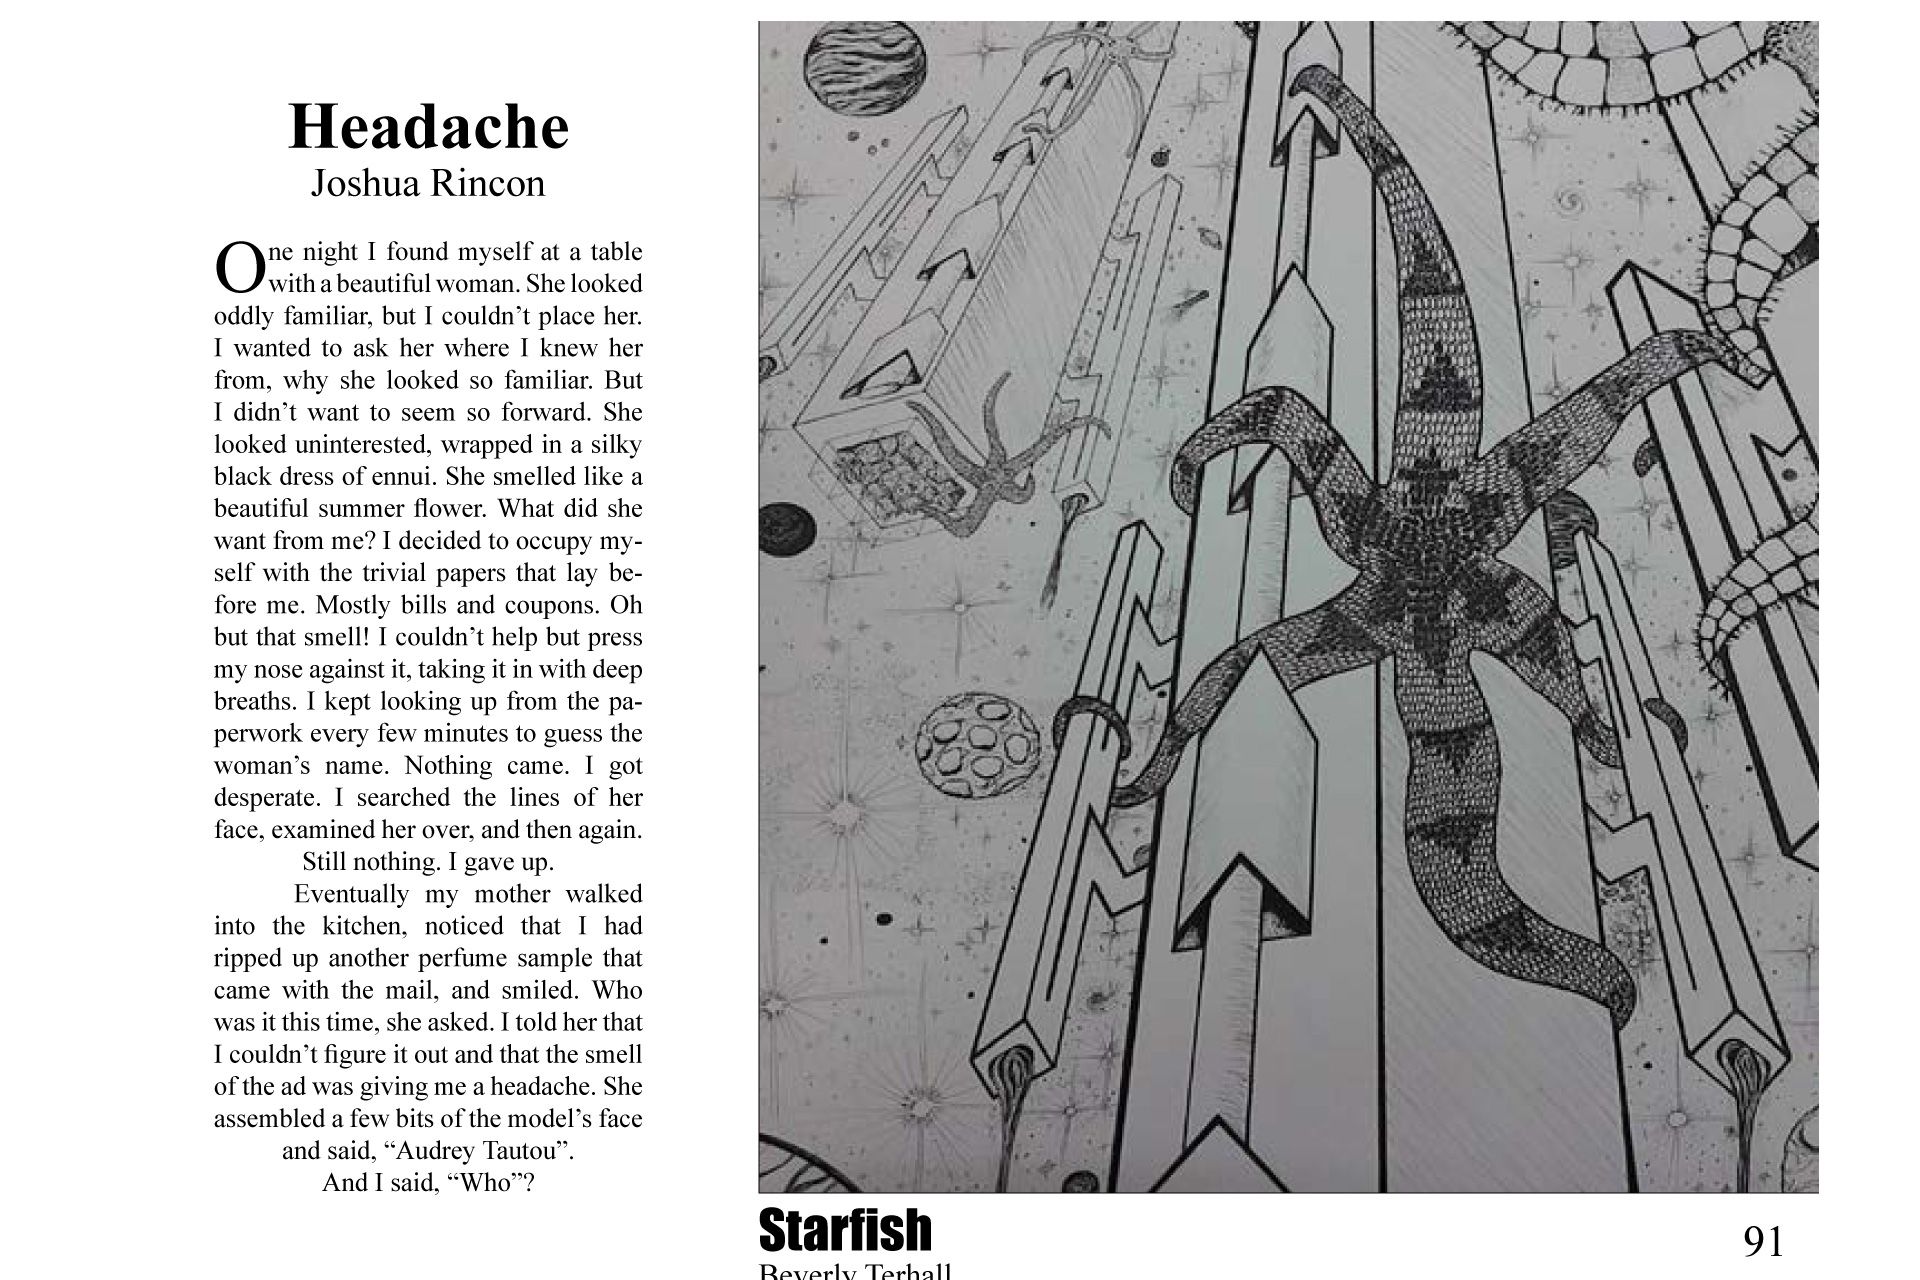 Headache
Joshua Rincon
One night I found myself at a table
with a beautiful woman. She looked
oddly familiar, but I couldn’t place her.
I wanted to ask her where I knew her
from, why she looked so familiar. But
I didn’t want to seem so forward. She
looked uninterested, wrapped in a silky
black dress of ennui. She smelled like a
beautiful summer flower. What did she
want from me? I decided to occupy my-
self with the trivial papers that lay be-
fore me. Mostly bills and coupons. Oh
but that smell! I couldn’t help but press
my nose against it, taking it in with deep
breaths. I kept looking up from the pa-
perwork every few minutes to guess the
woman’s name. Nothing came. I got
desperate. I searched the lines of her
face, examined her over, and then again.
Still nothing. I gave up.
Eventually my mother walked
into the kitchen, noticed that I had
ripped up another perfume sample that
came with the mail, and smiled. Who
was it this time, she asked. I told her that
I couldn’t figure it out and that the smell
of the ad was giving me a headache. She
assembled a few bits of the model’s face
and said, “Audrey Tautou”.
And I said, “Who”?
Starfish
Beverly Terhall
91